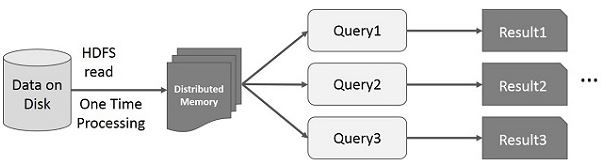 HDFS
read
Data on
Disk
One Time
Processing
Distributed
Memory
Query1
Result1
Query2
Result2
...
Query3
Result3